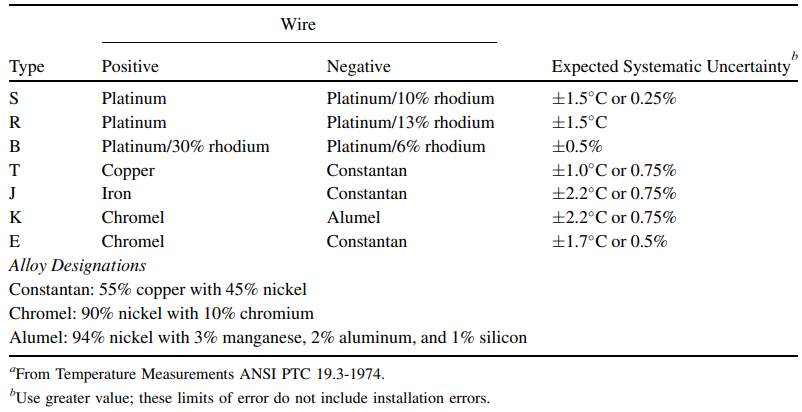 Wire
Type Positive Negative Expected Systematic Uncertainty^b
S Platinum Platinum/10% rhodium ±1.5°C or 0.25%
R Platinum Platinum/13% rhodium ±1.5°C
B Platinum/30% rhodium Platinum/6% rhodium ±0.5%
T Copper Constantan ±1.0°C or 0.75%
J Iron Constantan ±2.2°C or 0.75%
K Chromel Alumel ±2.2°C or 0.75%
E Chromel Constantan ±1.7°C or 0.5%
Alloy Designations
Constantan: 55% copper with 45% nickel
Chromel: 90% nickel with 10% chromium
Alumel: 94% nickel with 3% manganese, 2% aluminum, and 1% silicon
^aFrom Temperature Measurements ANSI PTC 19.3-1974.
^bUse greater value; these limits of error do not include installation errors.